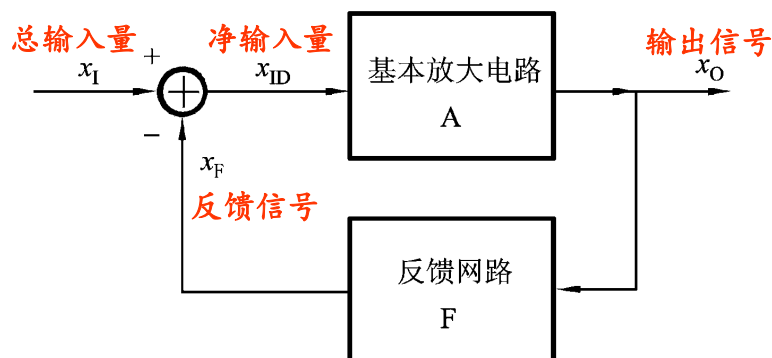 总输入量
净输入量
输出信号
+
x_I
x_ID
x_O
基本放大电路
A
−
x_F
反馈信号
反馈网路
F